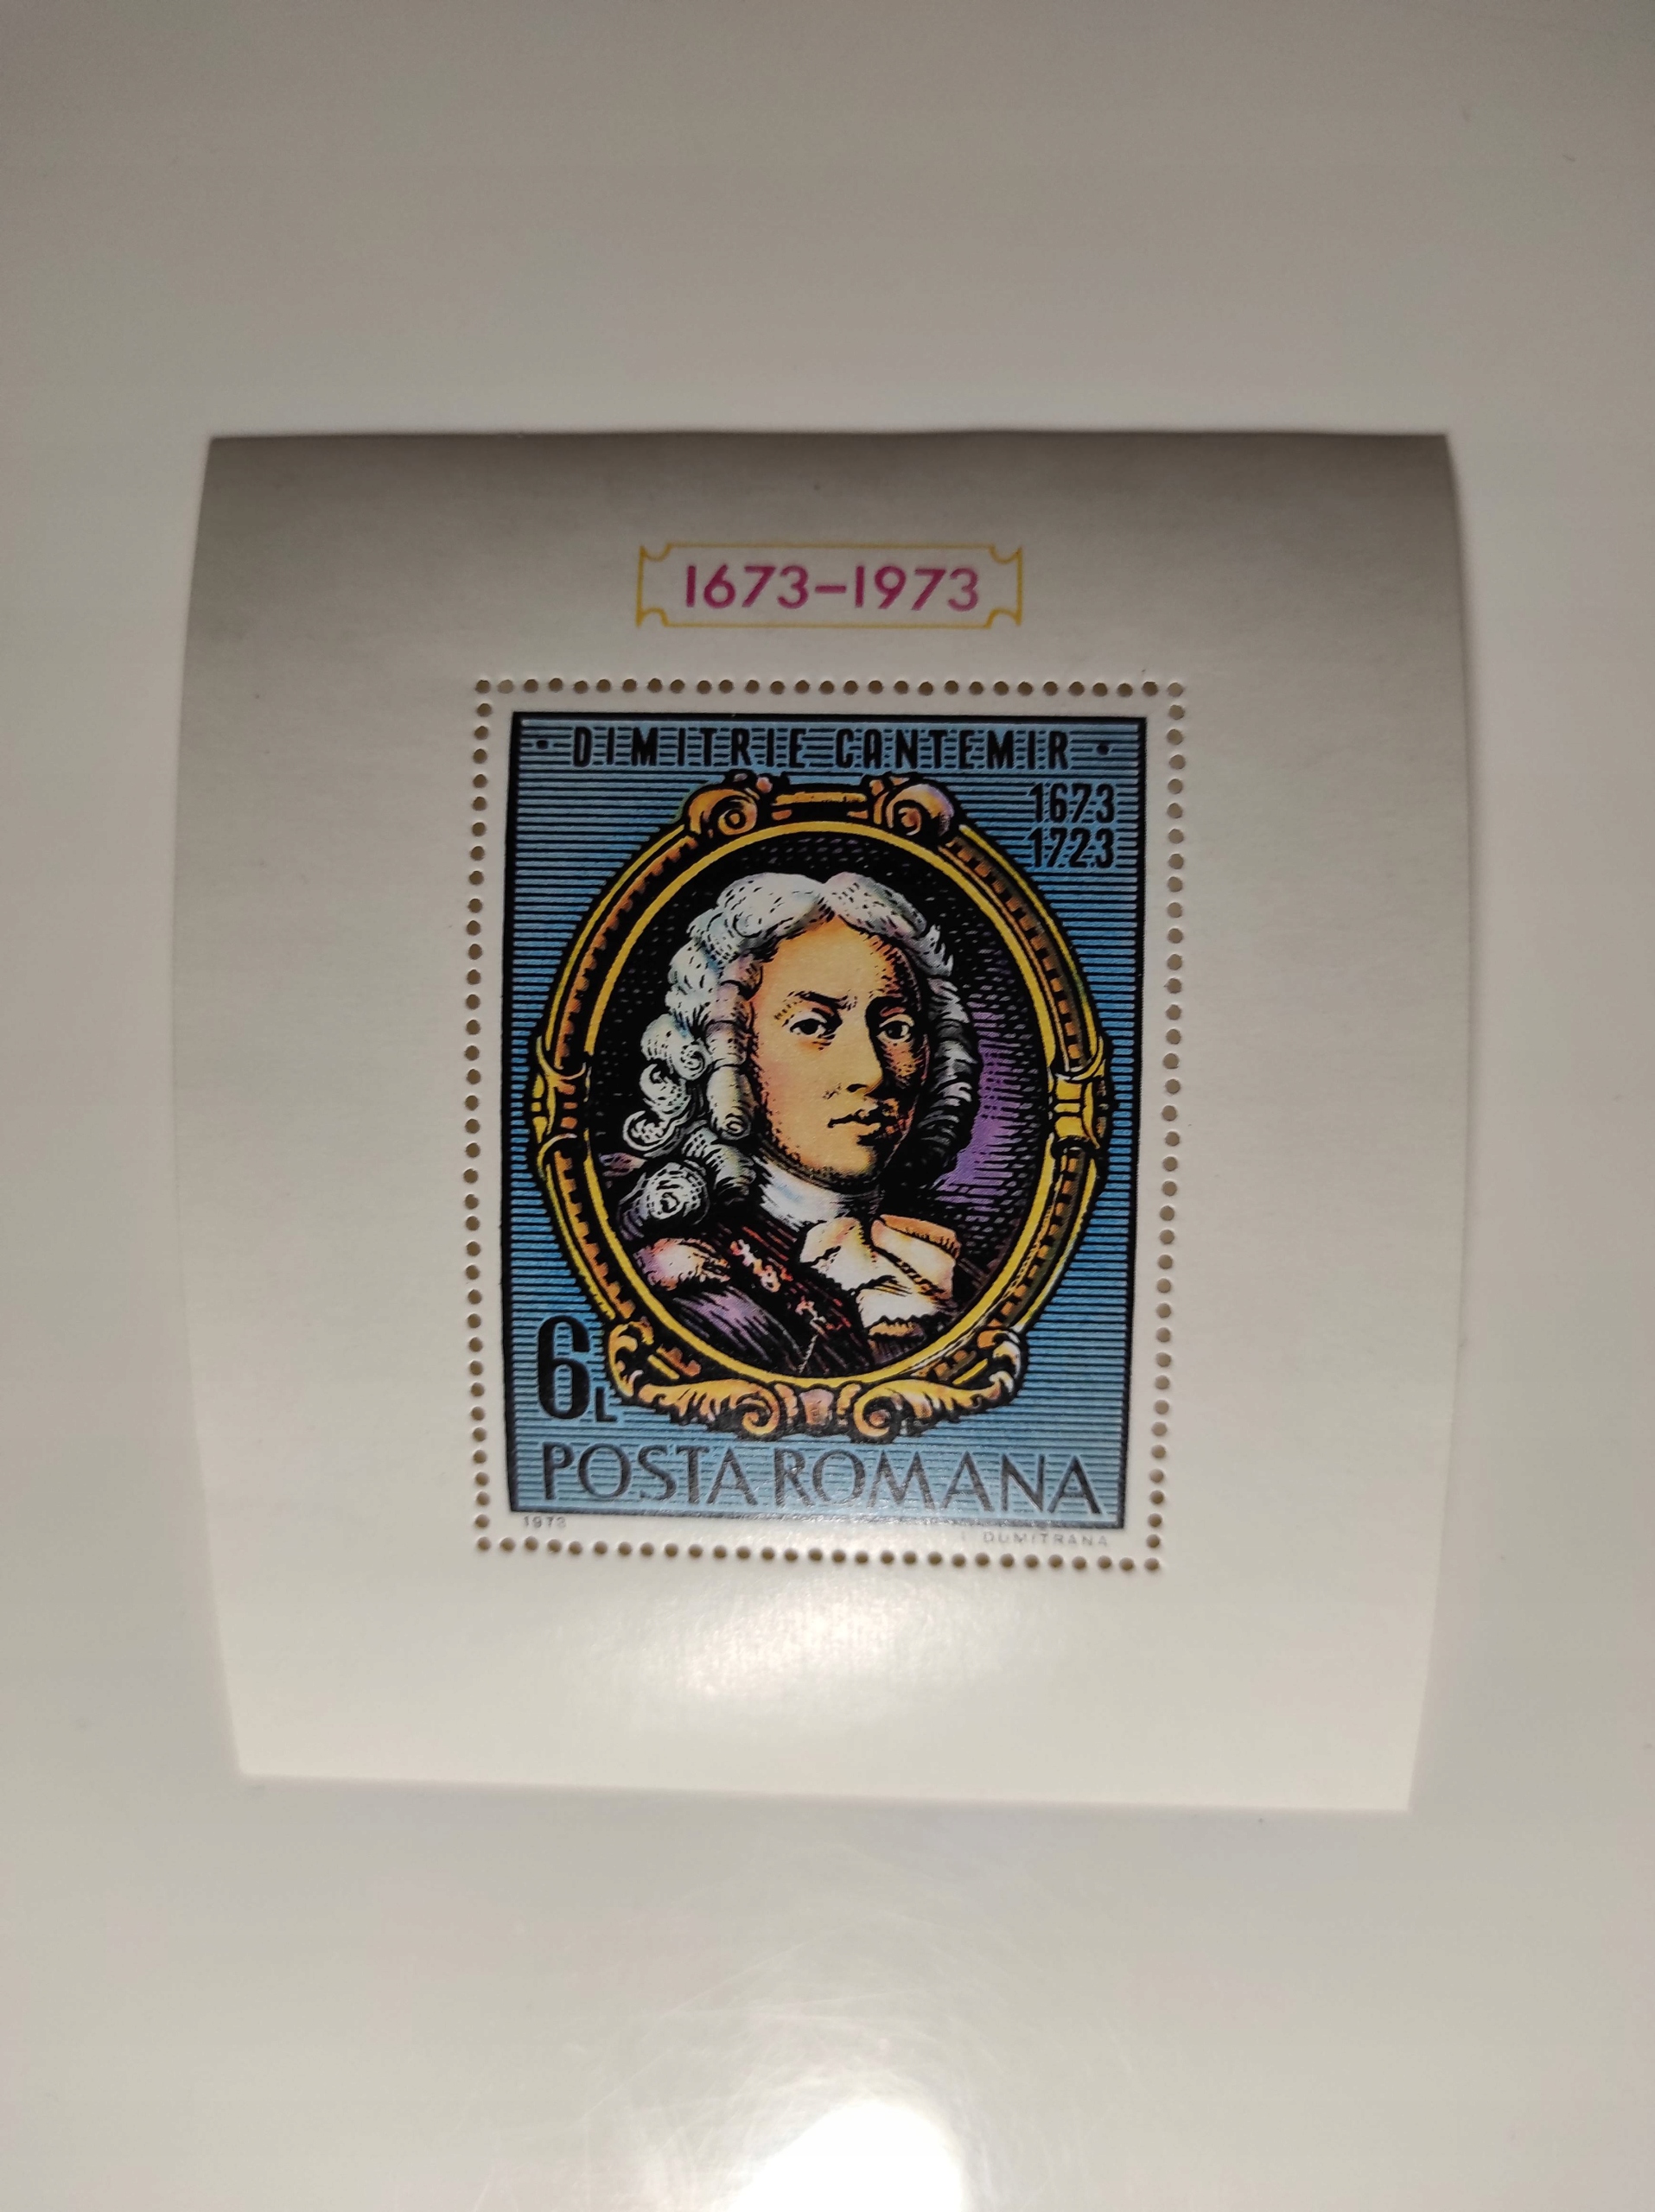 1673-1973
• DIMITRIE CANTEMIR •
1673
1723
6L
POSTA ROMANA
1973
I. DUMITRANA